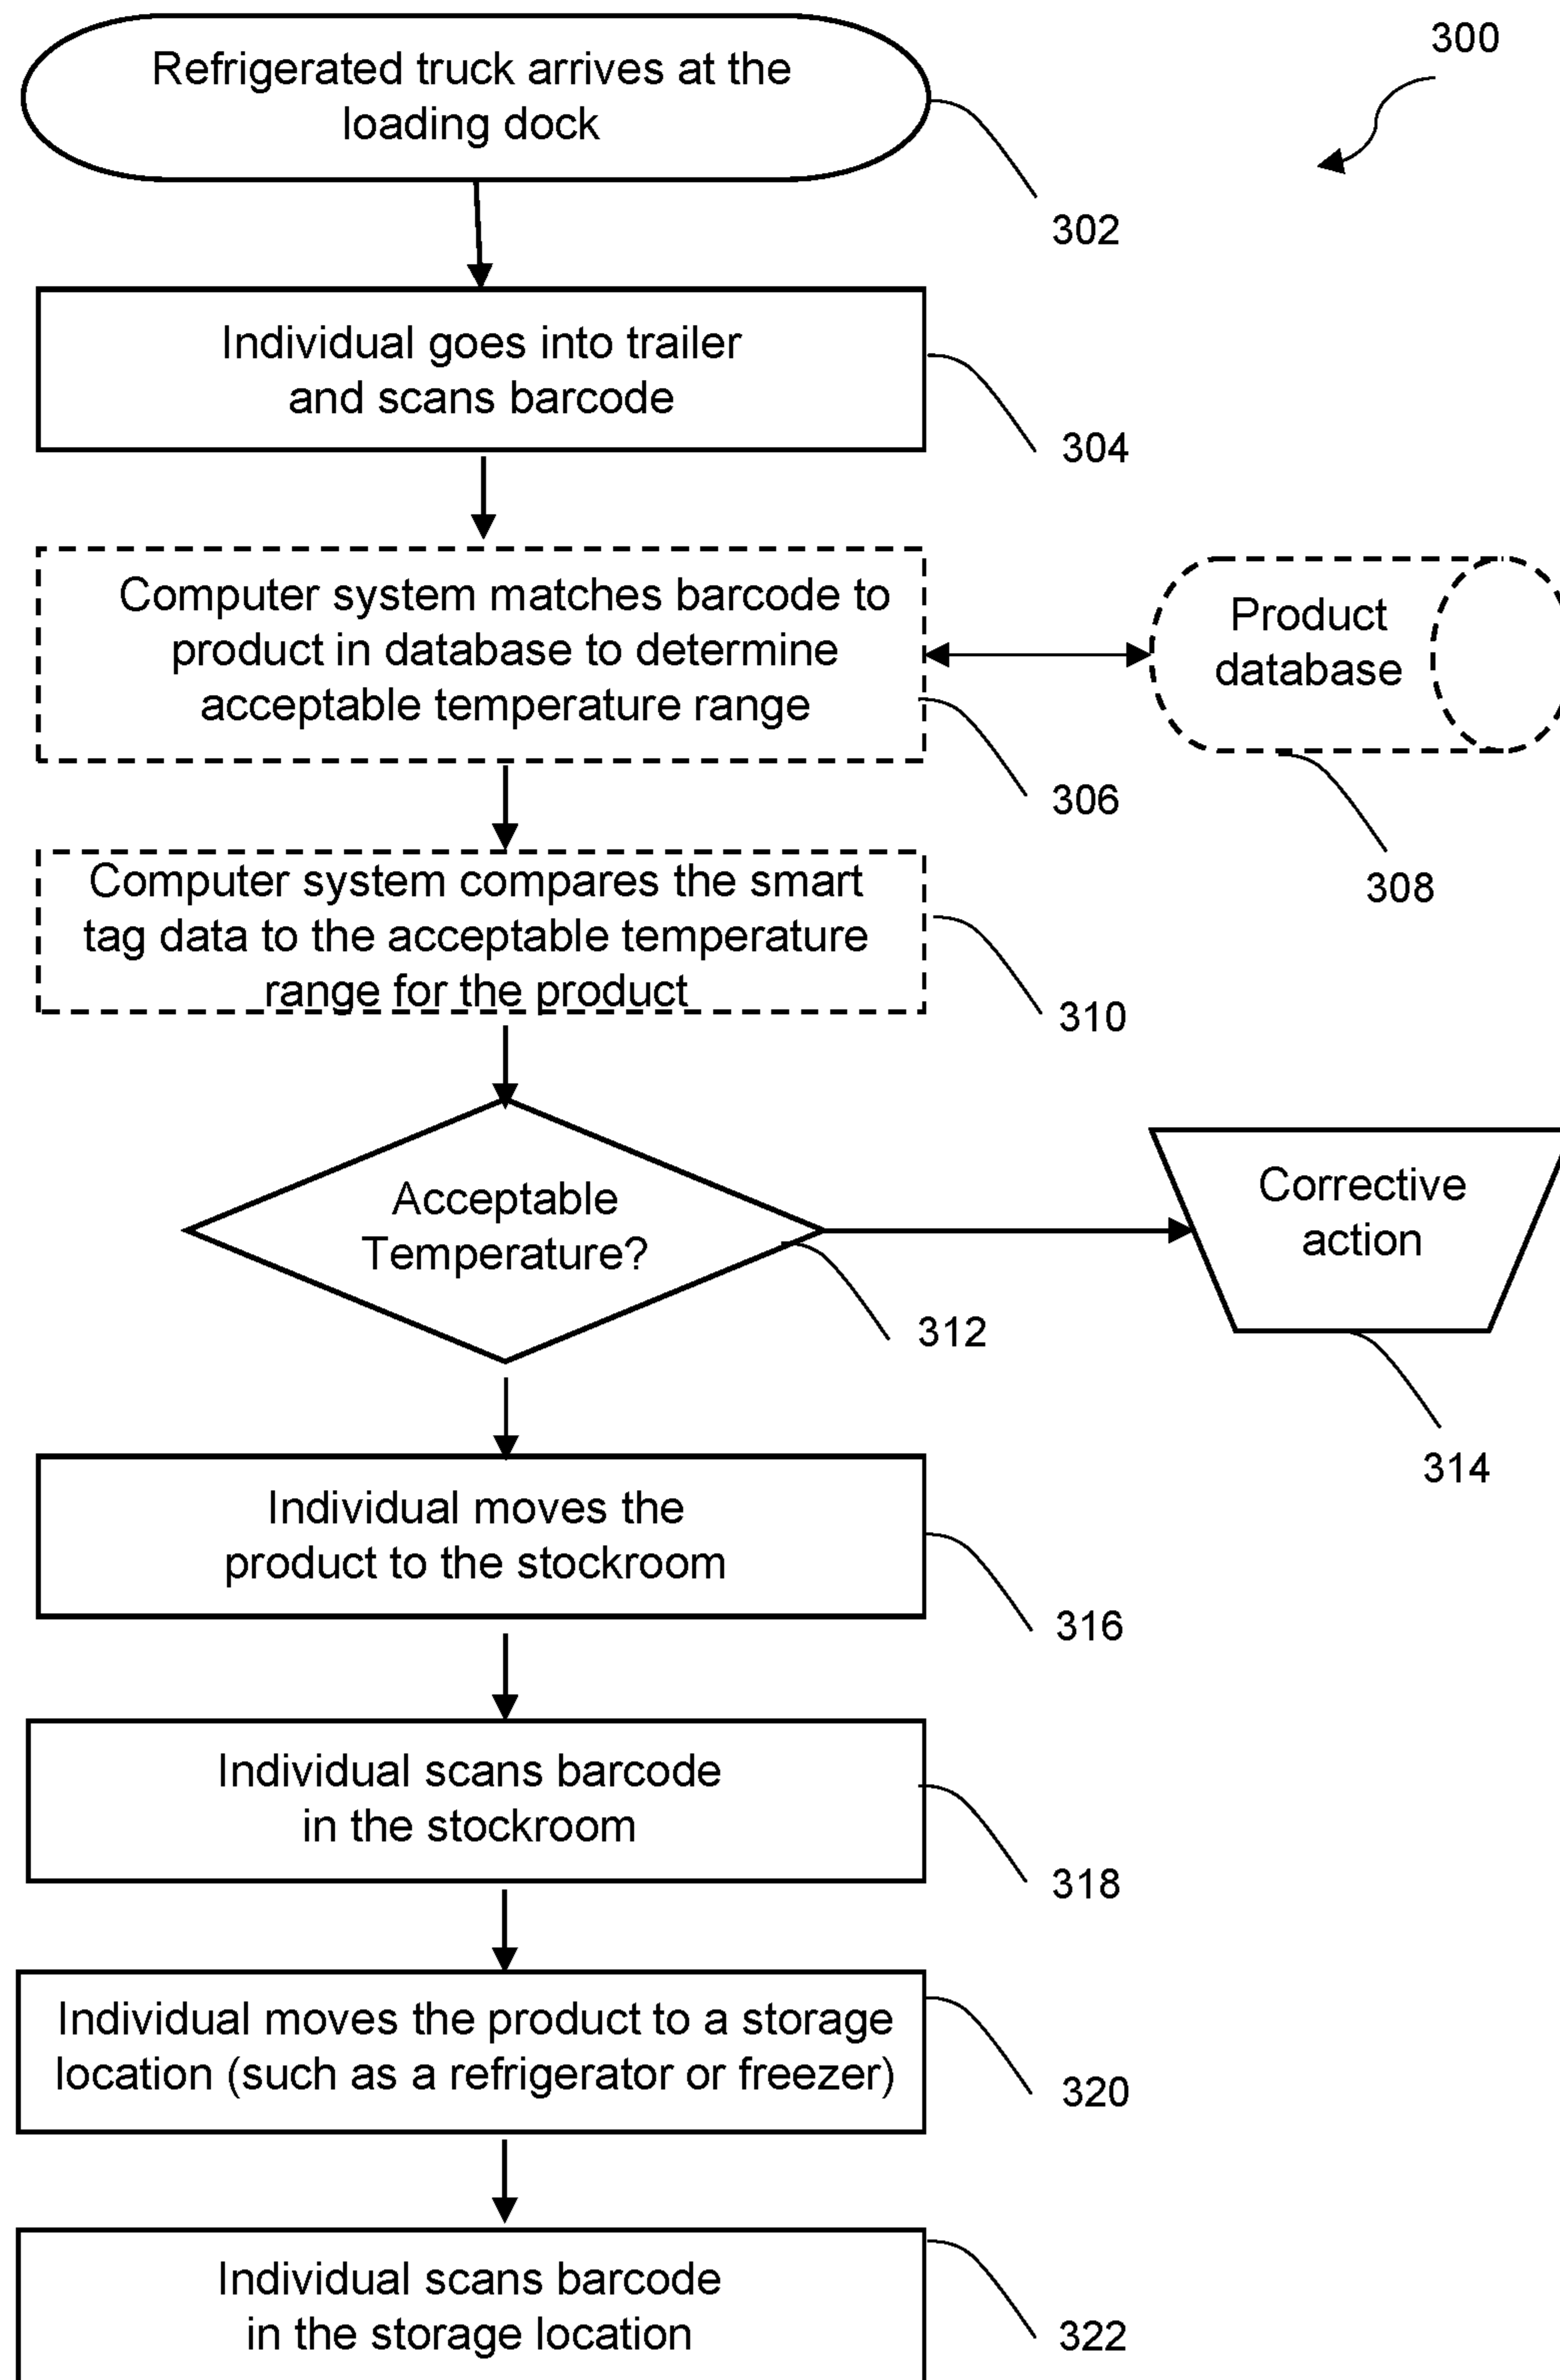 300
Refrigerated truck arrives at the
loading dock
302
Individual goes into trailer
and scans barcode
304
Computer system matches barcode to
product in database to determine
acceptable temperature range
306
Product
database
308
Computer system compares the smart
tag data to the acceptable temperature
range for the product
310
Acceptable
Temperature?
312
Corrective
action
314
Individual moves the
product to the stockroom
316
Individual scans barcode
in the stockroom
318
Individual moves the product to a storage
location (such as a refrigerator or freezer)
320
Individual scans barcode
in the storage location
322